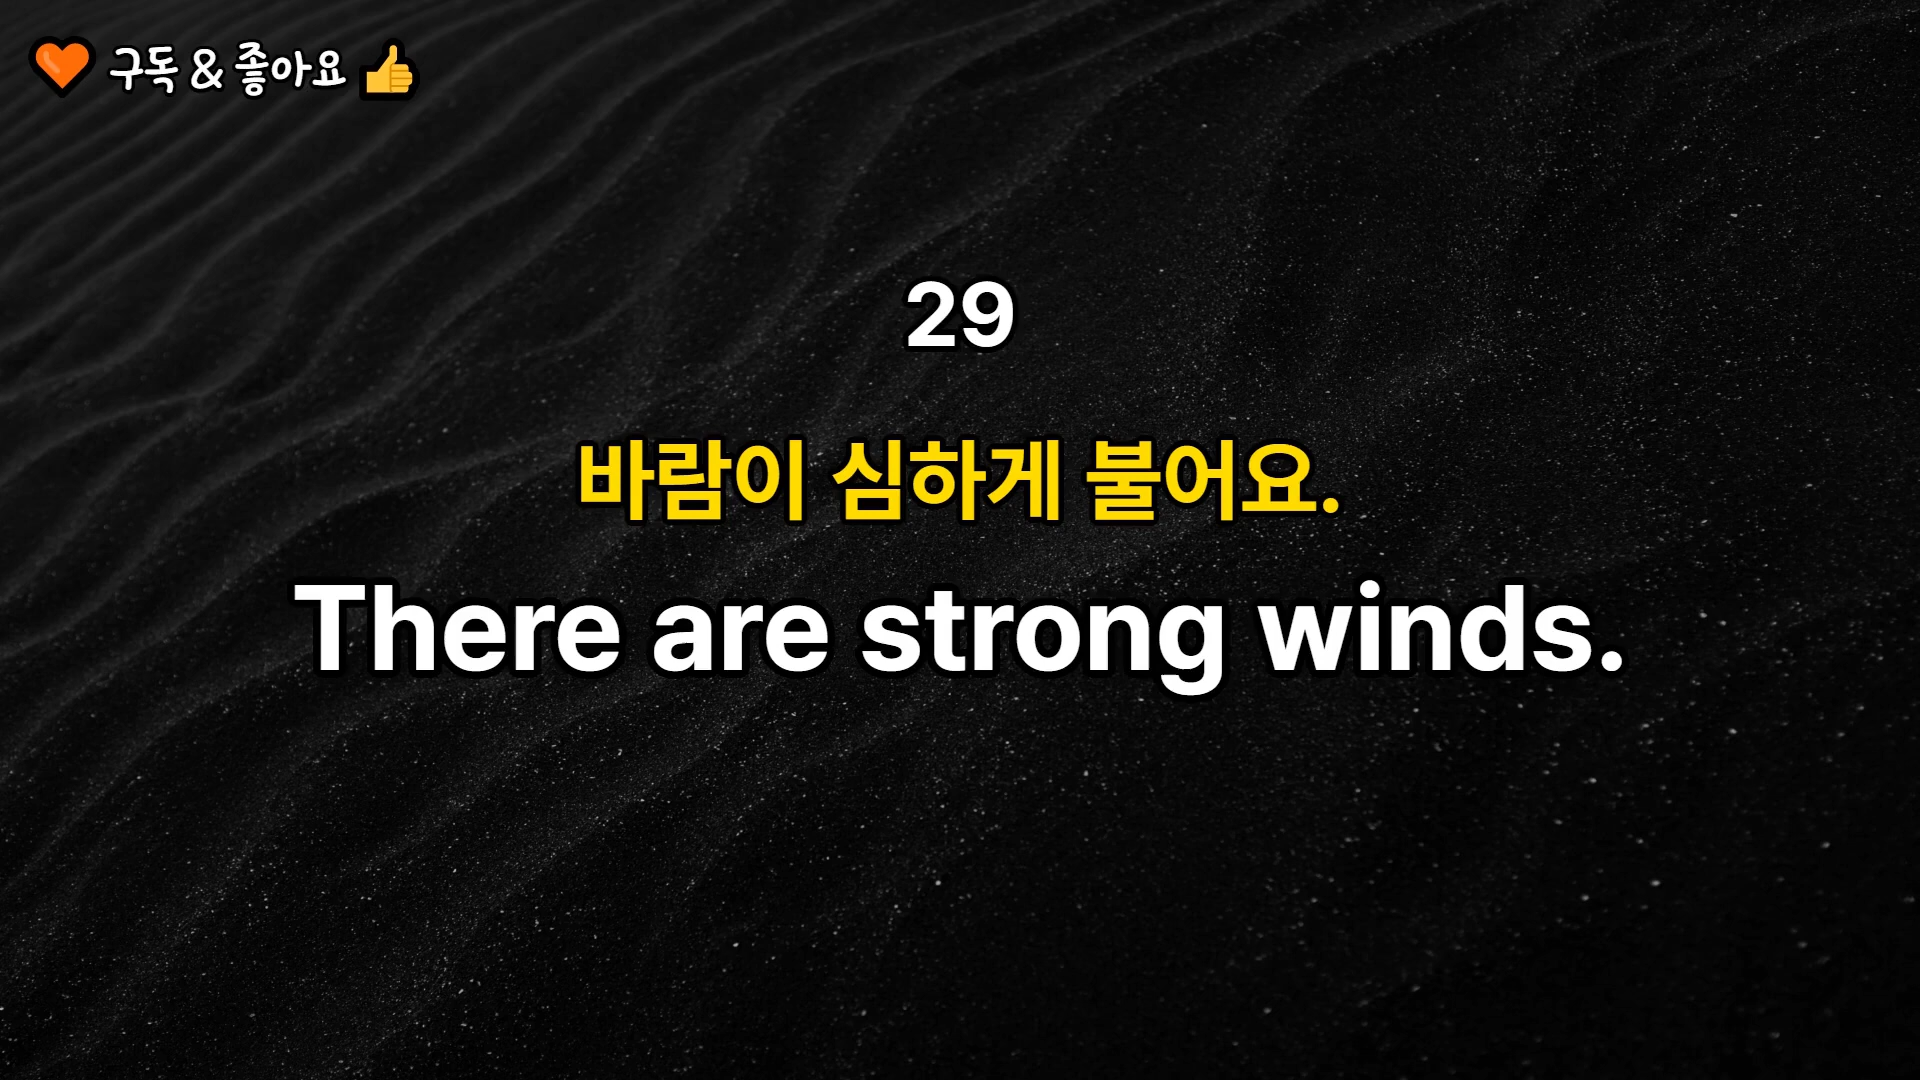 🧡 구독 & 좋아요 👍
29
바람이 심하게 불어요.
There are strong winds.